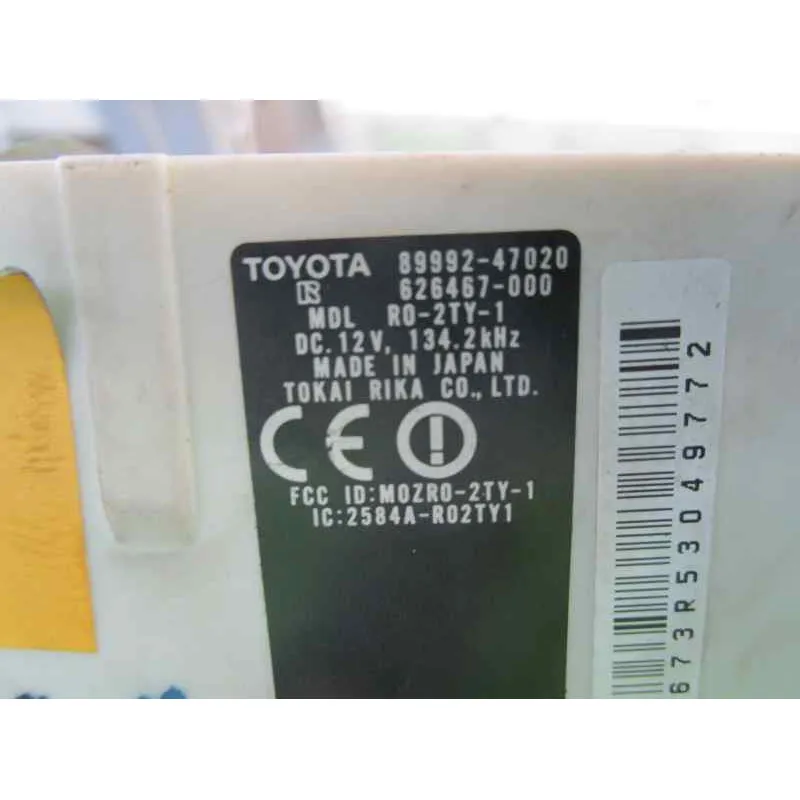 TOYOTA 89992-47020
626467-000
MDL RO-2TY-1
DC.12V, 134.2kHz
MADE IN JAPAN
TOKAI RIKA CO., LTD.
CE
FCC ID:MOZRO-2TY-1
IC:2584A-RO2TY1
673R53049772